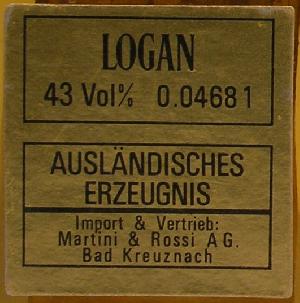 LOGAN
43 Vol% 0.0468 l
AUSLÄNDISCHES
ERZEUGNIS
Import & Vertrieb:
Martini & Rossi AG.
Bad Kreuznach